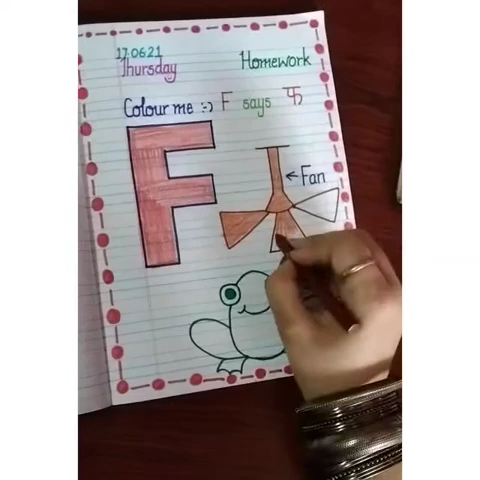 17.06.21
Thursday
Homework
Colour me :-) F says फ
F
← Fan